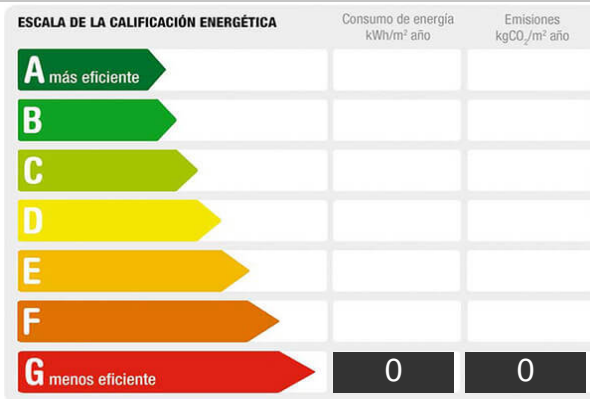 ESCALA DE LA CALIFICACIÓN ENERGÉTICA
Consumo de energía
kWh/m² año
Emisiones
kgCO₂/m² año
A más eficiente
B
C
D
E
F
G menos eficiente
0
0